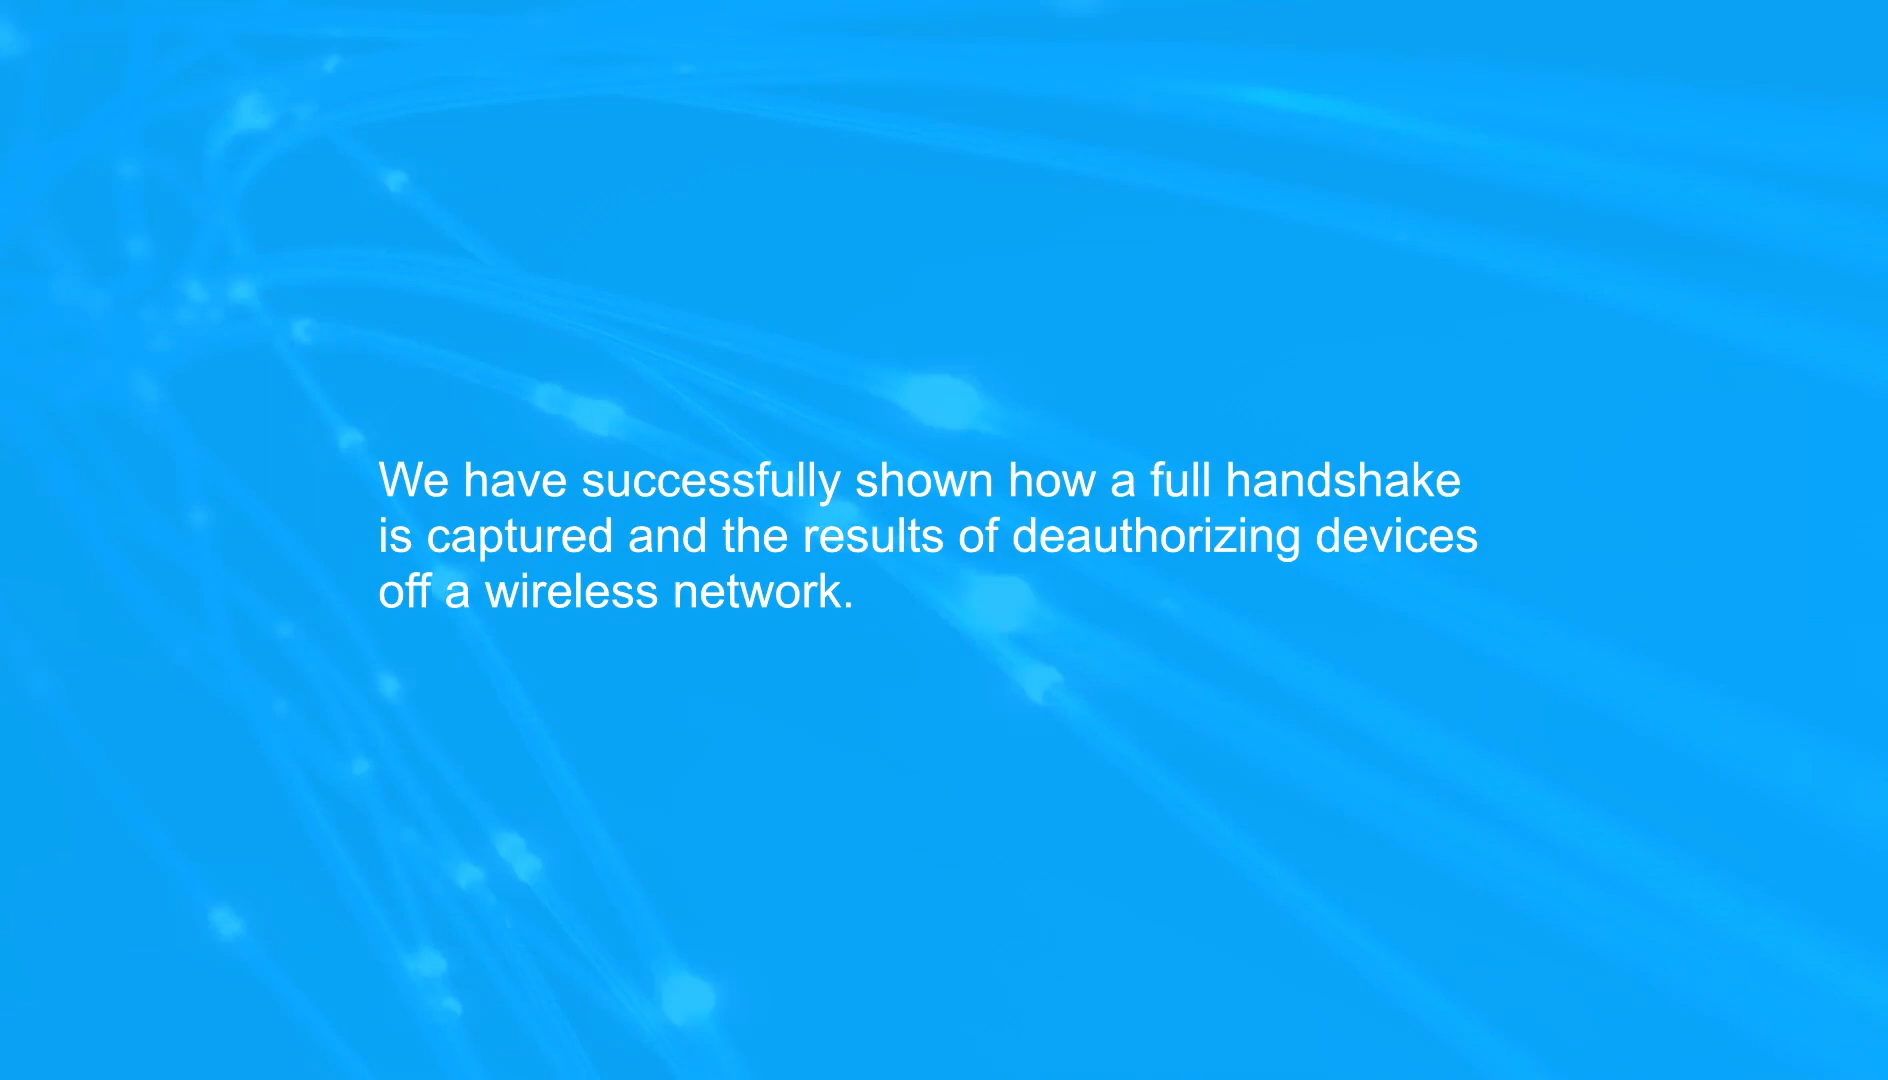 We have successfully shown how a full handshake
is captured and the results of deauthorizing devices
off a wireless network.